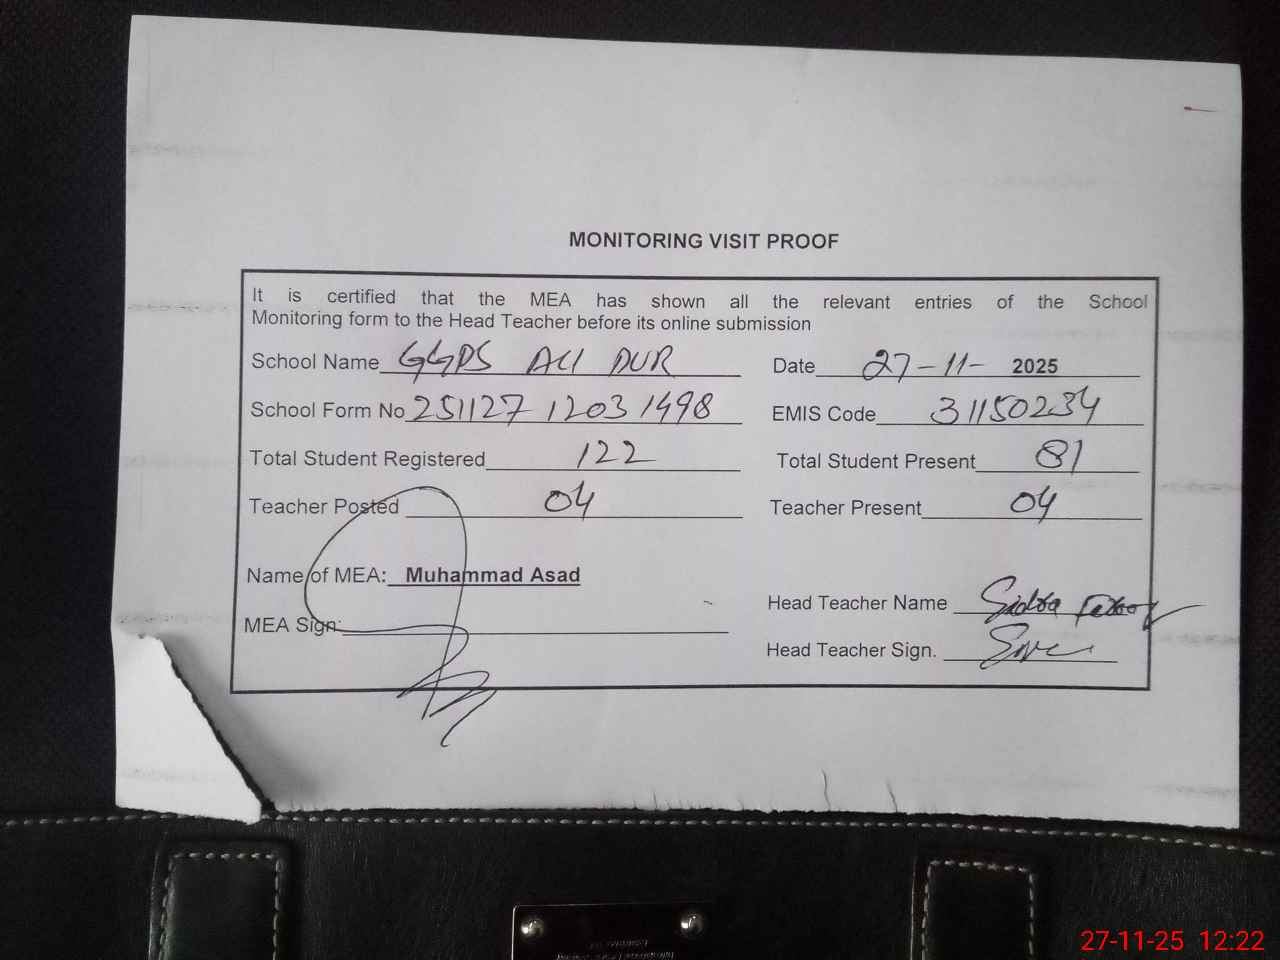 MONITORING VISIT PROOF
It is certified that the MEA has shown all the relevant entries of the School
Monitoring form to the Head Teacher before its online submission
School Name GGPS ALI PUR Date 27-11- 2025
School Form No 251127 1203 1498 EMIS Code 31150234
Total Student Registered 122 Total Student Present 81
Teacher Posted 04 Teacher Present 04
Name of MEA: Muhammad Asad
Head Teacher Name Sidra
MEA Sign:
Head Teacher Sign.
27-11-25 12:22